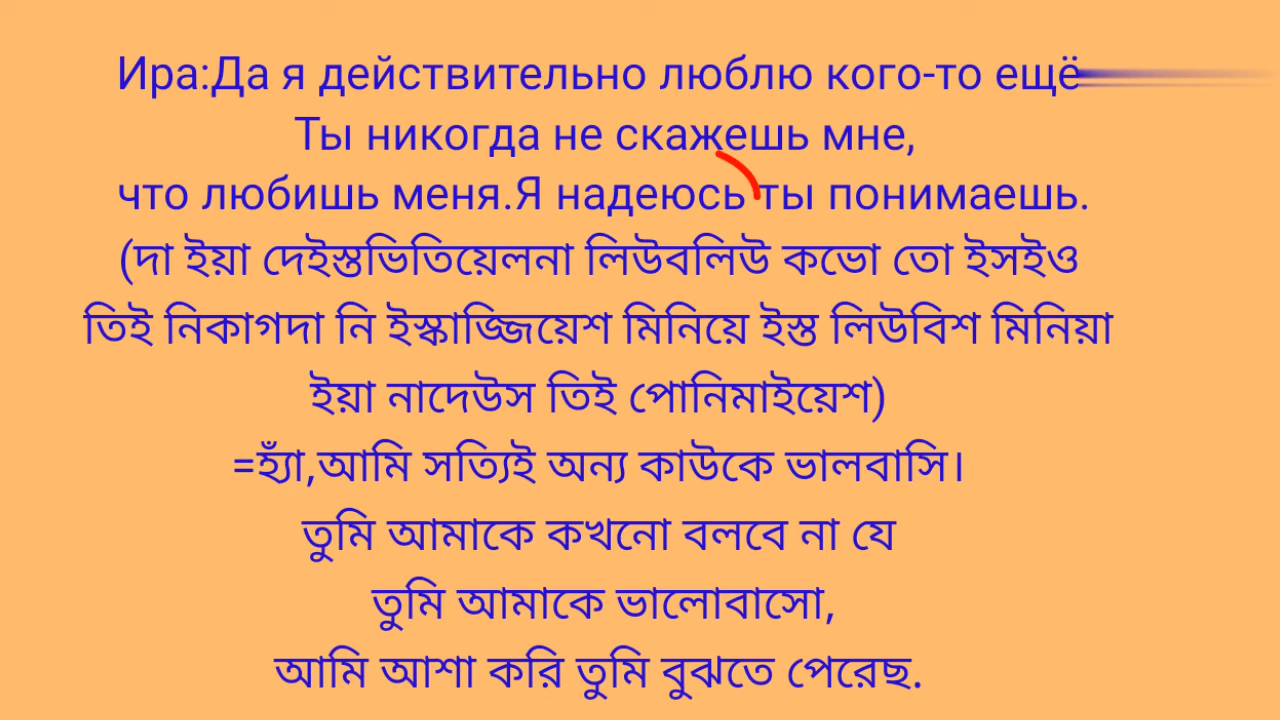 Ира:Да я действительно люблю кого-то ещё
Ты никогда не скажешь мне,
что любишь меня.Я надеюсь ты понимаешь.
(দা ইয়া দেইস্তভিতিয়েলনা লিউবলিউ কভো তো ইসইও
তিই নিকাগদা নি ইস্কাজ্জিয়েশ মিনিয়ে ইস্ত লিউবিশ মিনিয়া
ইয়া নাদেউস তিই পোনিমাইয়েশ)
=হ্যাঁ,আমি সত্যিই অন্য কাউকে ভালবাসি।
তুমি আমাকে কখনো বলবে না যে
তুমি আমাকে ভালোবাসো,
আমি আশা করি তুমি বুঝতে পেরেছ.